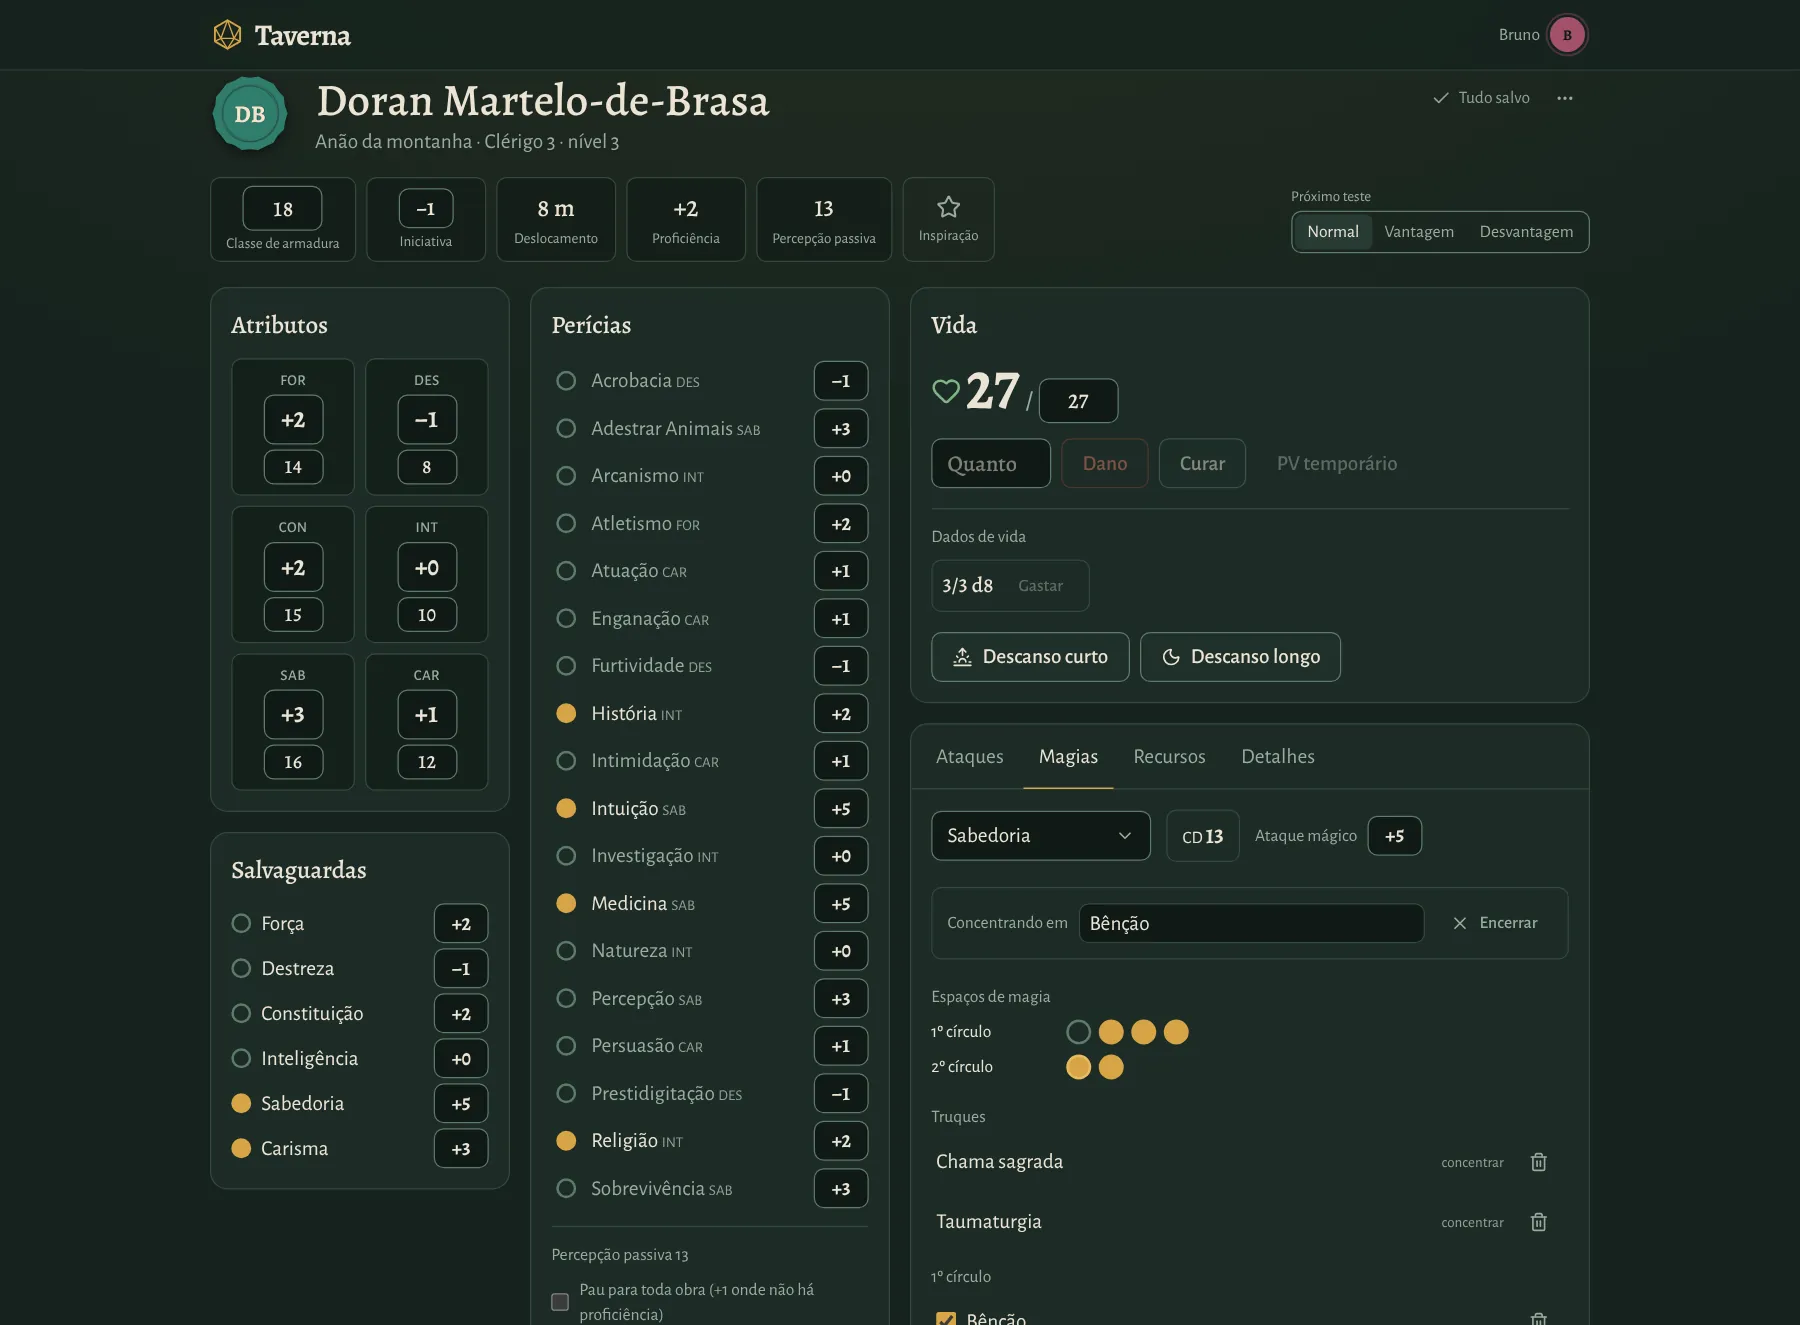 Taverna
Bruno
B
DB
Doran Martelo-de-Brasa
Anão da montanha · Clérigo 3 · nível 3
Tudo salvo
18
Classe de armadura
−1
Iniciativa
8 m
Deslocamento
+2
Proficiência
13
Percepção passiva
Inspiração
Próximo teste
Normal
Vantagem
Desvantagem
Atributos
FOR
+2
14
DES
−1
8
CON
+2
15
INT
+0
10
SAB
+3
16
CAR
+1
12
Salvaguardas
Força +2
Destreza −1
Constituição +2
Inteligência +0
Sabedoria +5
Carisma +3
Perícias
Acrobacia DES −1
Adestrar Animais SAB +3
Arcanismo INT +0
Atletismo FOR +2
Atuação CAR +1
Enganação CAR +1
Furtividade DES −1
História INT +2
Intimidação CAR +1
Intuição SAB +5
Investigação INT +0
Medicina SAB +5
Natureza INT +0
Percepção SAB +3
Persuasão CAR +1
Prestidigitação DES −1
Religião INT +2
Sobrevivência SAB +3
Percepção passiva 13
Pau para toda obra (+1 onde não há
proficiência)
Vida
27 / 27
Quanto
Dano
Curar
PV temporário
Dados de vida
3/3 d8 Gastar
Descanso curto
Descanso longo
Ataques
Magias
Recursos
Detalhes
Sabedoria
CD 13
Ataque mágico +5
Concentrando em Bênção
Encerrar
Espaços de magia
1º círculo
2º círculo
Truques
Chama sagrada concentrar
Taumaturgia concentrar
1º círculo
Bênção